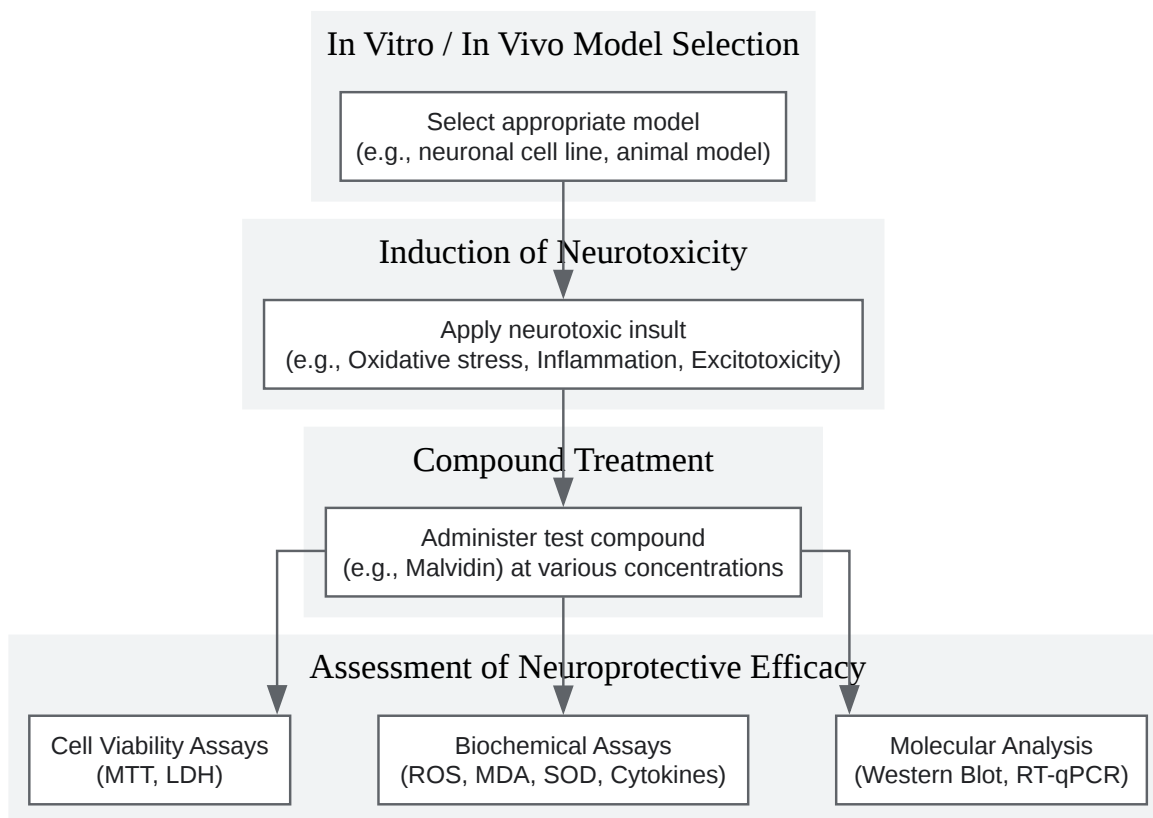 In Vitro / In Vivo Model Selection
Select appropriate model
(e.g., neuronal cell line, animal model)
Induction of Neurotoxicity
Apply neurotoxic insult
(e.g., Oxidative stress, Inflammation, Excitotoxicity)
Compound Treatment
Administer test compound
(e.g., Malvidin) at various concentrations
Assessment of Neuroprotective Efficacy
Cell Viability Assays
(MTT, LDH)
Biochemical Assays
(ROS, MDA, SOD, Cytokines)
Molecular Analysis
(Western Blot, RT-qPCR)